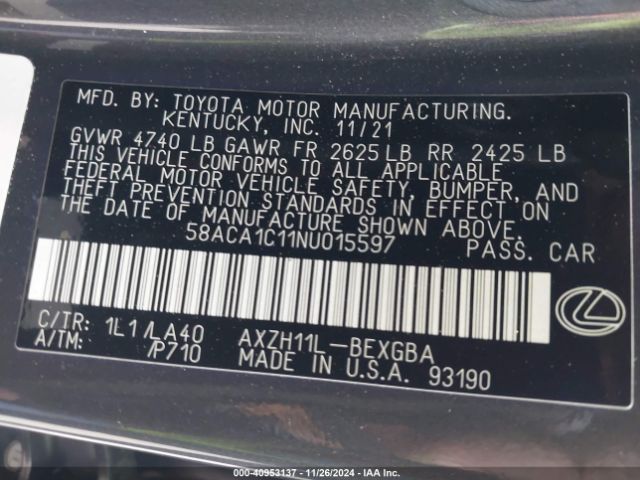 MFD. BY: TOYOTA MOTOR MANUFACTURING.
KENTUCKY, INC. 11/21
GVWR 4740 LB GAWR FR 2625 LB RR 2425 LB
THIS VEHICLE CONFORMS TO ALL APPLICABLE
FEDERAL MOTOR VEHICLE SAFETY, BUMPER, AND
THEFT PREVENTION STANDARDS IN EFFECT ON
THE DATE OF MANUFACTURE SHOWN ABOVE.
58ACA1C11NU015597 PASS. CAR
C/TR: 1L1/LA40 AXZH11L-BEXGBA
A/TM: /P710 MADE IN U.S.A. 93190
000-40953137 - 11/26/2024 - IAA